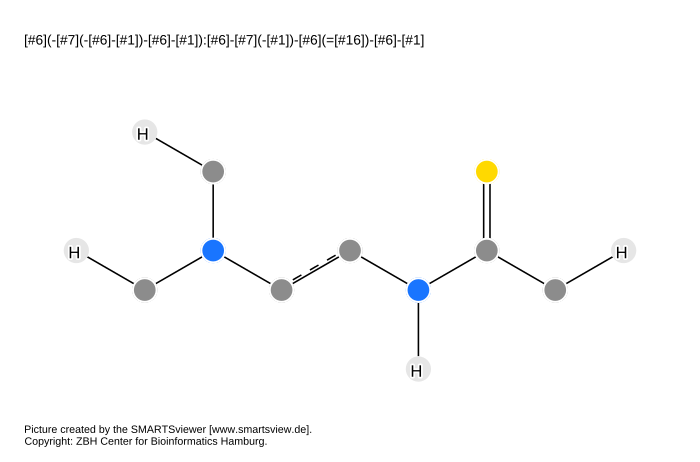 [#6](-[#7](-[#6]-[#1])-[#6]-[#1]):[#6]-[#7](-[#1])-[#6](=[#16])-[#6]-[#1]
H
H
H
H
Picture created by the SMARTSviewer [www.smartsview.de].
Copyright: ZBH Center for Bioinformatics Hamburg.